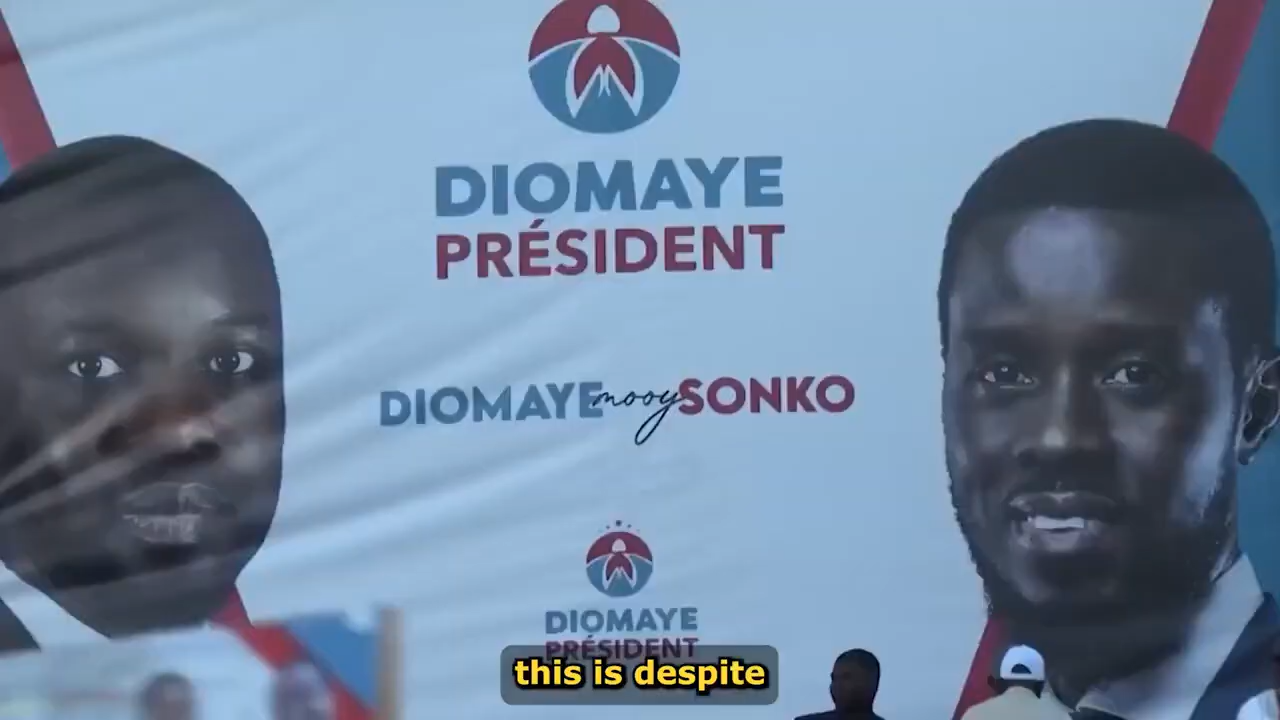 DIOMAYE
PRÉSIDENT
DIOMAYE mooy SONKO
DIOMAYE
PRÉSIDENT
this is despite